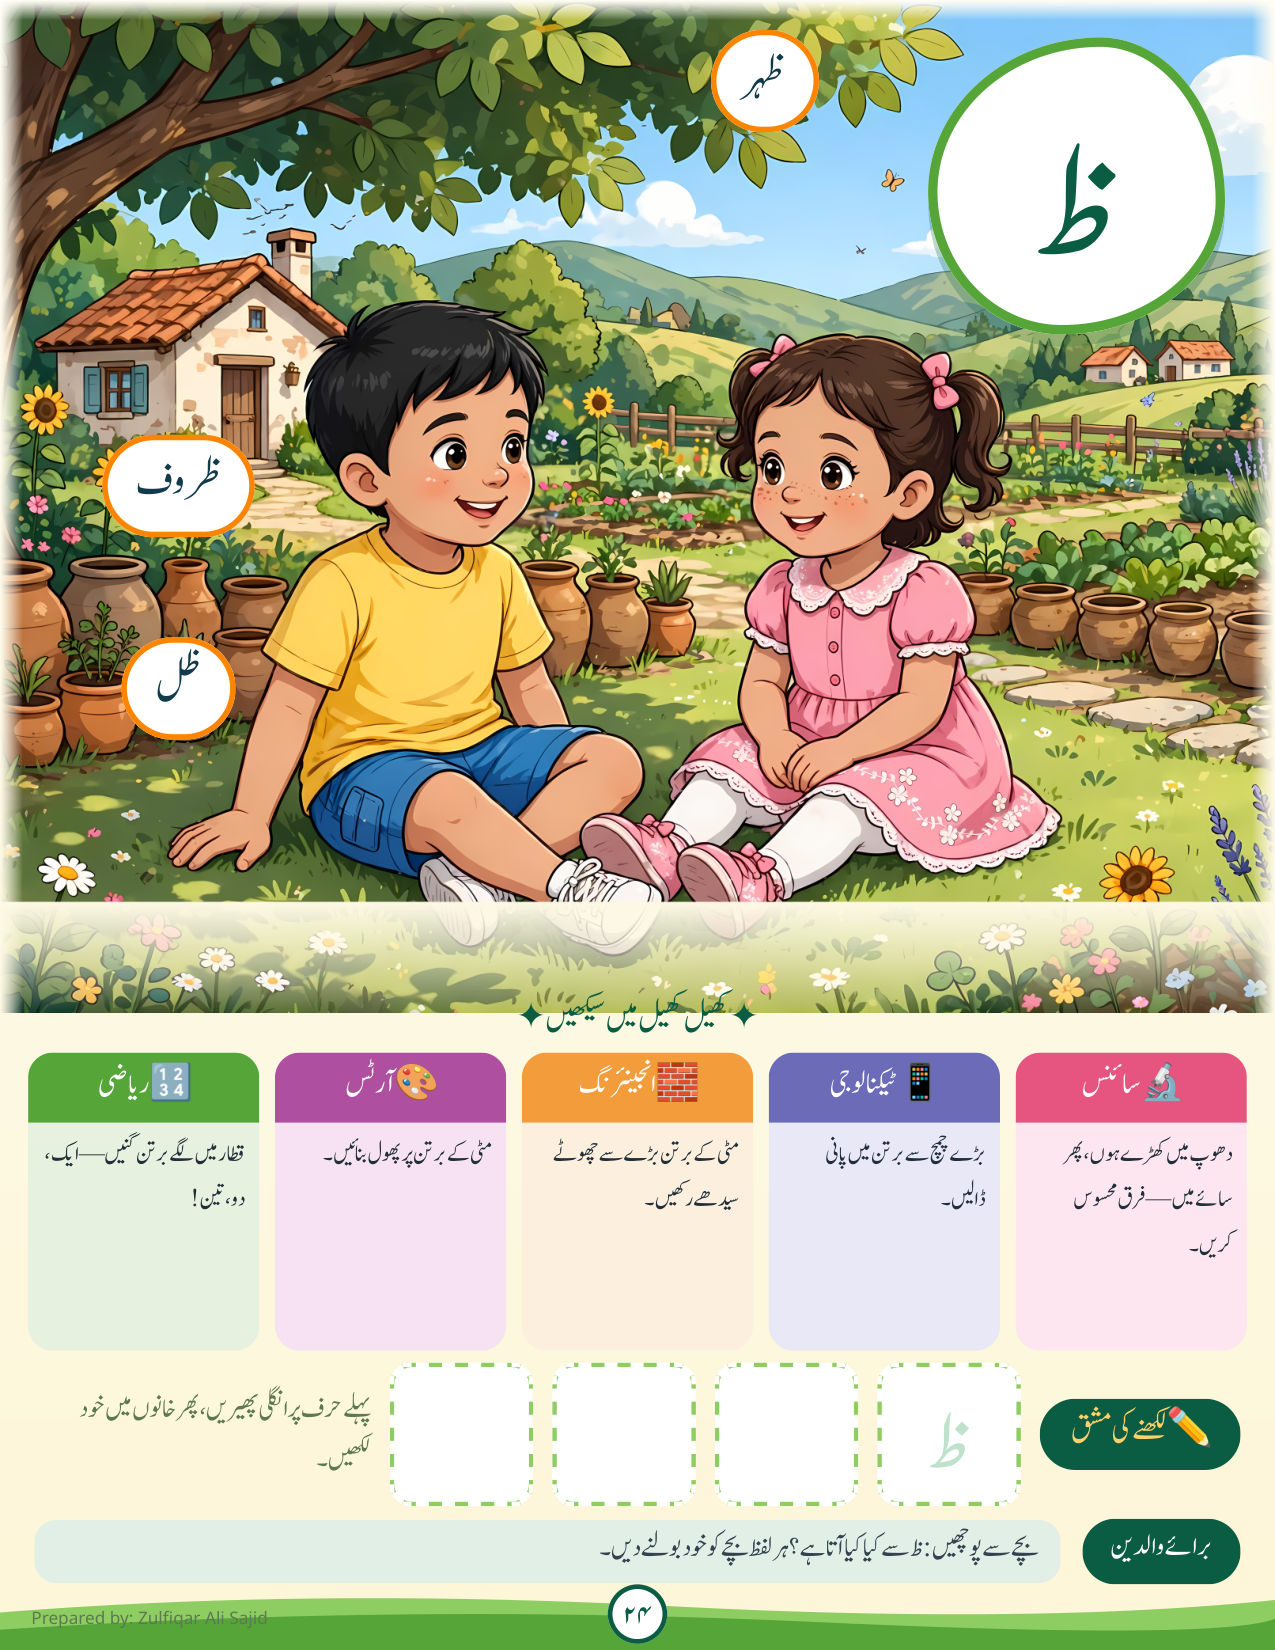 ظ
ظہر
ظروف
ظل
✦ کھیل کھیل میں سیکھیں ✦
🔬 سائنس
دھوپ میں کھڑے ہوں، پھر
سائے میں — فرق محسوس
کریں۔
📱 ٹیکنالوجی
بڑے چمچ سے برتن میں پانی
ڈالیں۔
🧱 انجینئرنگ
مٹی کے برتن بڑے سے چھوٹے
سیدھے رکھیں۔
🎨 آرٹس
مٹی کے برتن پر پھول بنائیں۔
🔢 ریاضی
قطار میں لگے برتن گنیں — ایک،
دو، تین!
✏️ لکھنے کی مشق
ظ
پہلے حرف پر انگلی پھیریں، پھر خانوں میں خود
لکھیں۔
برائے والدین
بچے سے پوچھیں: ظ سے کیا کیا آتا ہے؟ ہر لفظ بچے کو خود بولنے دیں۔
۲۴
Prepared by: Zulfiqar Ali Sajid